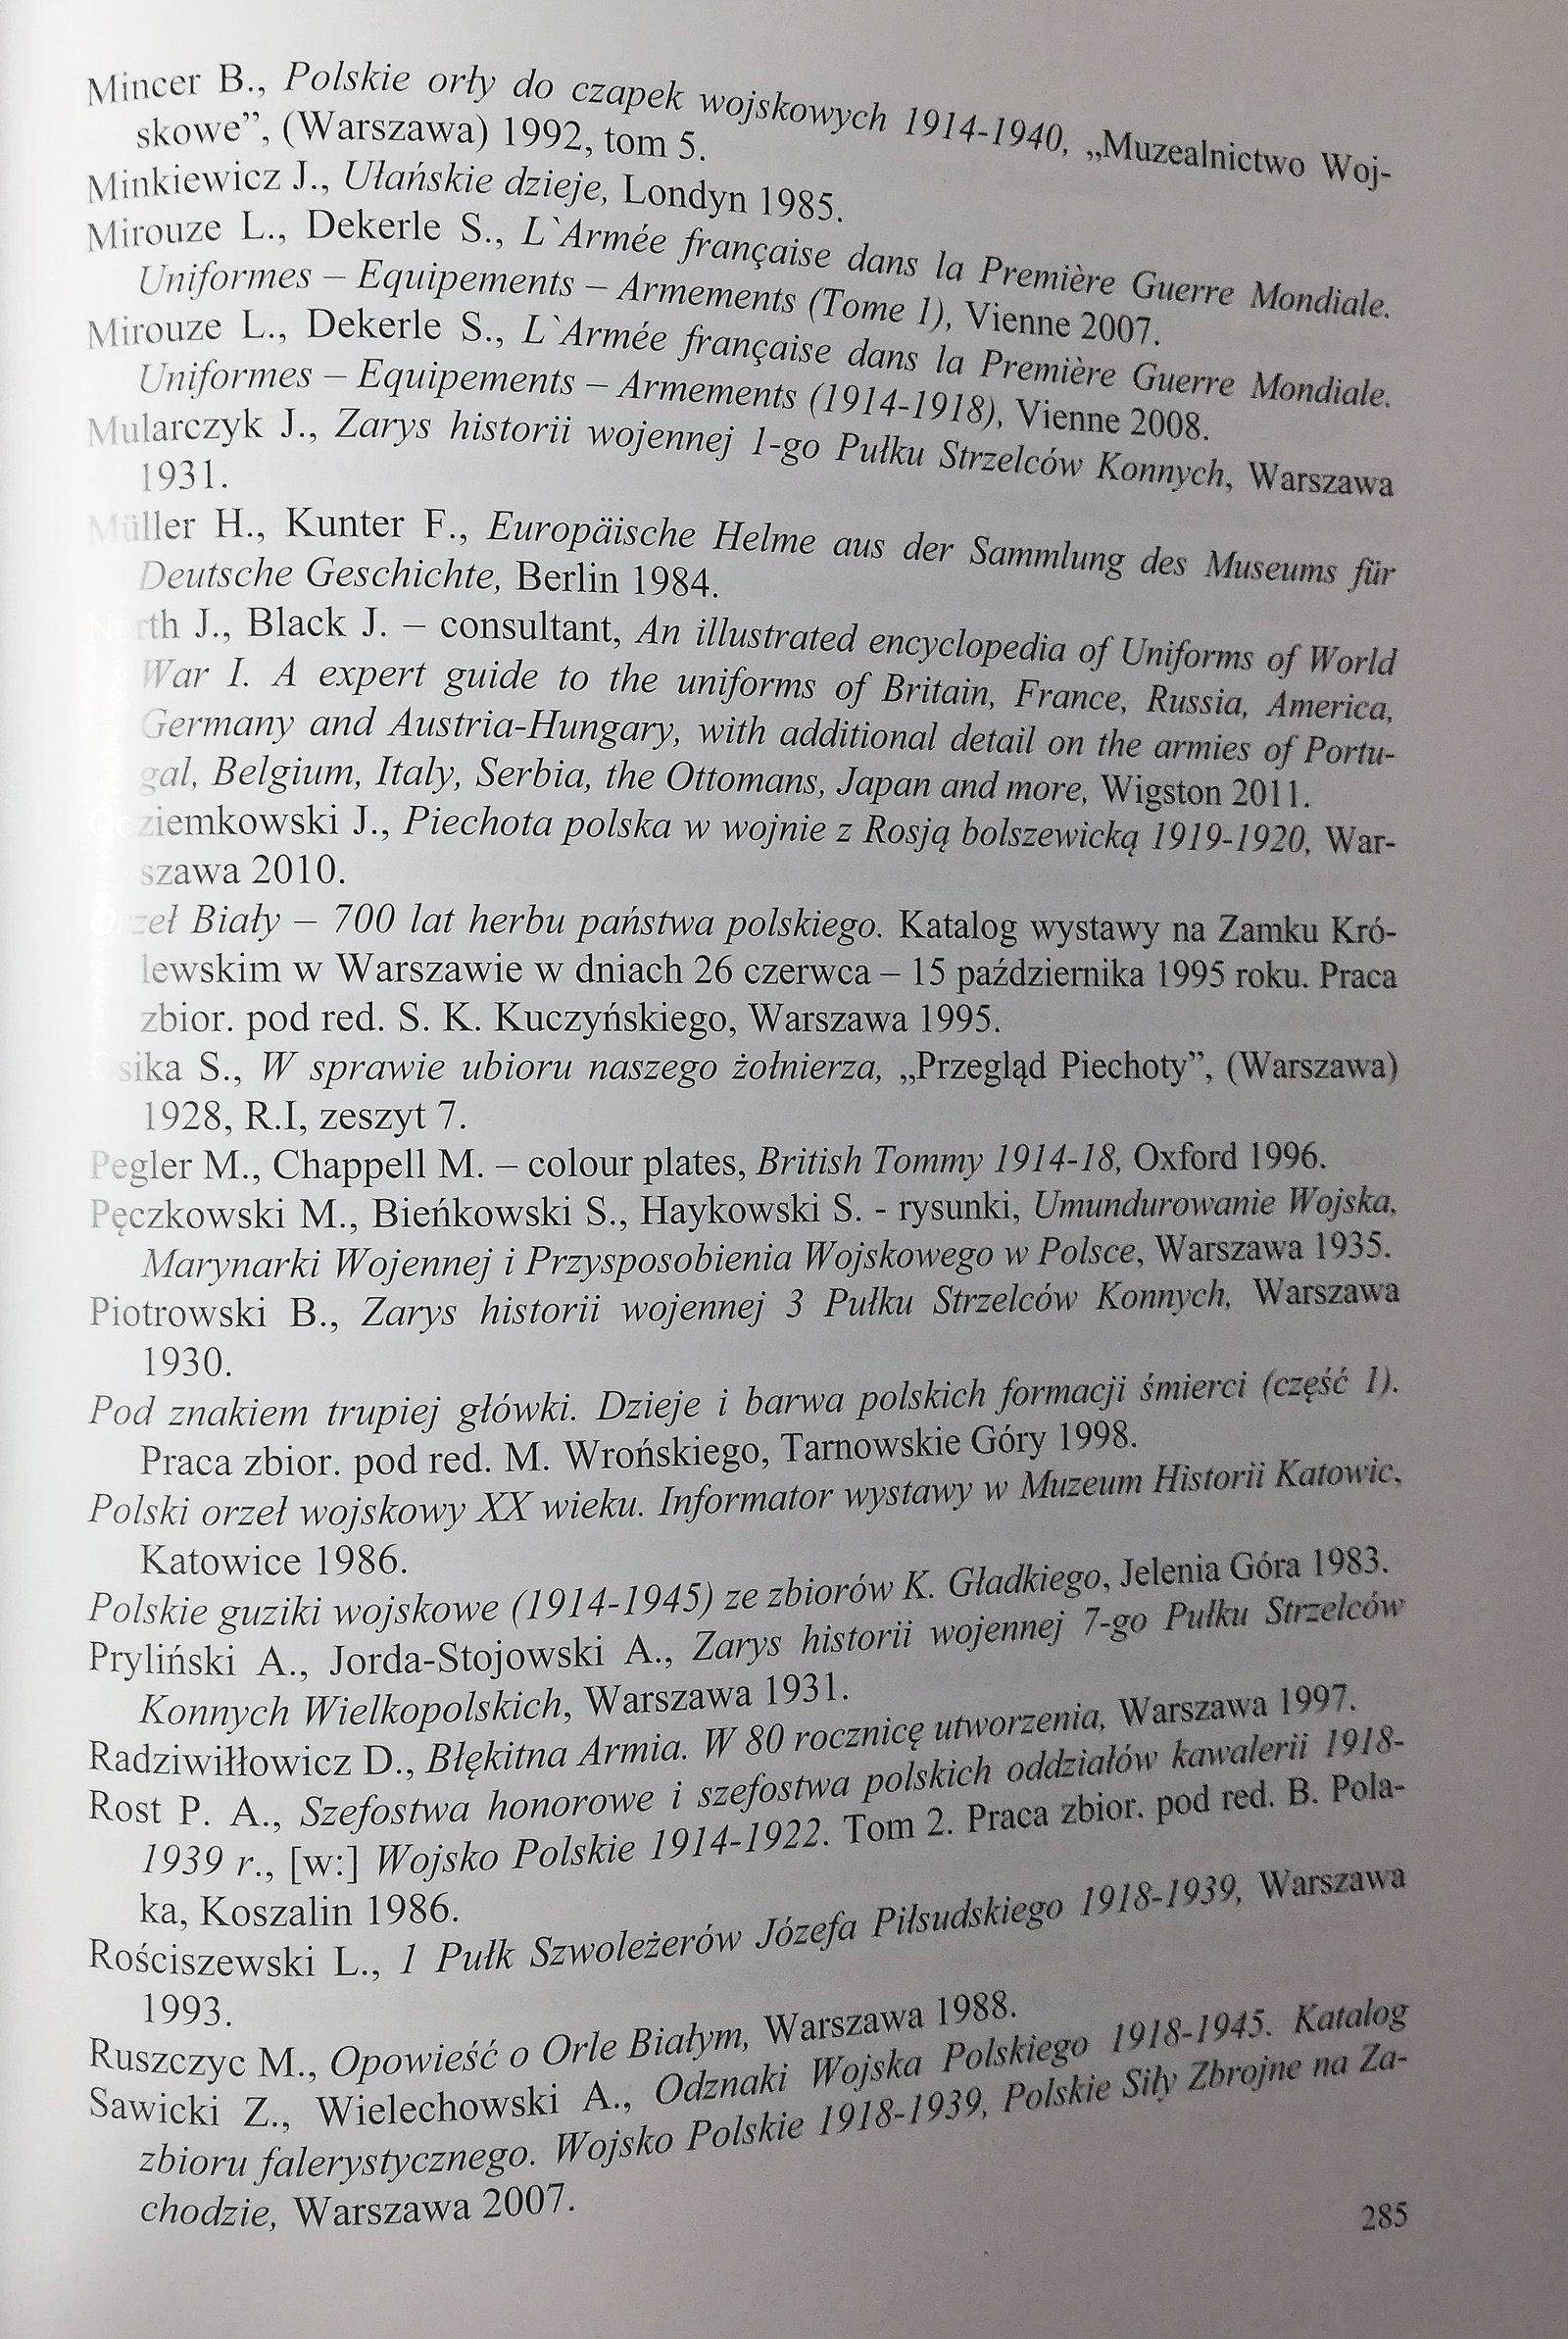 Mincer B., Polskie orły do czapek wojskowych 1914-1940, „Muzealnictwo Woj-
skowe”, (Warszawa) 1992, tom 5.
Minkiewicz J., Ułańskie dzieje, Londyn 1985.
Mirouze L., Dekerle S., L`Armée française dans la Première Guerre Mondiale.
Uniformes – Equipements – Armements (Tome 1), Vienne 2007.
Mirouze L., Dekerle S., L`Armée française dans la Première Guerre Mondiale.
Uniformes – Equipements – Armements (1914-1918), Vienne 2008.
Mularczyk J., Zarys historii wojennej 1-go Pułku Strzelców Konnych, Warszawa
1931.
Müller H., Kunter F., Europäische Helme aus der Sammlung des Museums für
Deutsche Geschichte, Berlin 1984.
North J., Black J. – consultant, An illustrated encyclopedia of Uniforms of World
War I. A expert guide to the uniforms of Britain, France, Russia, America,
Germany and Austria-Hungary, with additional detail on the armies of Portu-
gal, Belgium, Italy, Serbia, the Ottomans, Japan and more, Wigston 2011.
Odziemkowski J., Piechota polska w wojnie z Rosją bolszewicką 1919-1920, War-
szawa 2010.
Orzeł Biały – 700 lat herbu państwa polskiego. Katalog wystawy na Zamku Kró-
lewskim w Warszawie w dniach 26 czerwca – 15 października 1995 roku. Praca
zbior. pod red. S. K. Kuczyńskiego, Warszawa 1995.
Osika S., W sprawie ubioru naszego żołnierza, „Przegląd Piechoty”, (Warszawa)
1928, R.I, zeszyt 7.
Pegler M., Chappell M. – colour plates, British Tommy 1914-18, Oxford 1996.
Pęczkowski M., Bieńkowski S., Haykowski S. - rysunki, Umundurowanie Wojska,
Marynarki Wojennej i Przysposobienia Wojskowego w Polsce, Warszawa 1935.
Piotrowski B., Zarys historii wojennej 3 Pułku Strzelców Konnych, Warszawa
1930.
Pod znakiem trupiej główki. Dzieje i barwa polskich formacji śmierci (część 1).
Praca zbior. pod red. M. Wrońskiego, Tarnowskie Góry 1998.
Polski orzeł wojskowy XX wieku. Informator wystawy w Muzeum Historii Katowic,
Katowice 1986.
Polskie guziki wojskowe (1914-1945) ze zbiorów K. Gładkiego, Jelenia Góra 1983.
Pryliński A., Jorda-Stojowski A., Zarys historii wojennej 7-go Pułku Strzelców
Konnych Wielkopolskich, Warszawa 1931.
Radziwiłłowicz D., Błękitna Armia. W 80 rocznicę utworzenia, Warszawa 1997.
Rost P. A., Szefostwa honorowe i szefostwa polskich oddziałów kawalerii 1918-
1939 r., [w:] Wojsko Polskie 1914-1922. Tom 2. Praca zbior. pod red. B. Pola-
ka, Koszalin 1986.
Rościszewski L., 1 Pułk Szwoleżerów Józefa Piłsudskiego 1918-1939, Warszawa
1993.
Ruszczyc M., Opowieść o Orle Białym, Warszawa 1988.
Sawicki Z., Wielechowski A., Odznaki Wojska Polskiego 1918-1945. Katalog
zbioru falerystycznego. Wojsko Polskie 1918-1939, Polskie Siły Zbrojne na Za-
chodzie, Warszawa 2007.
285